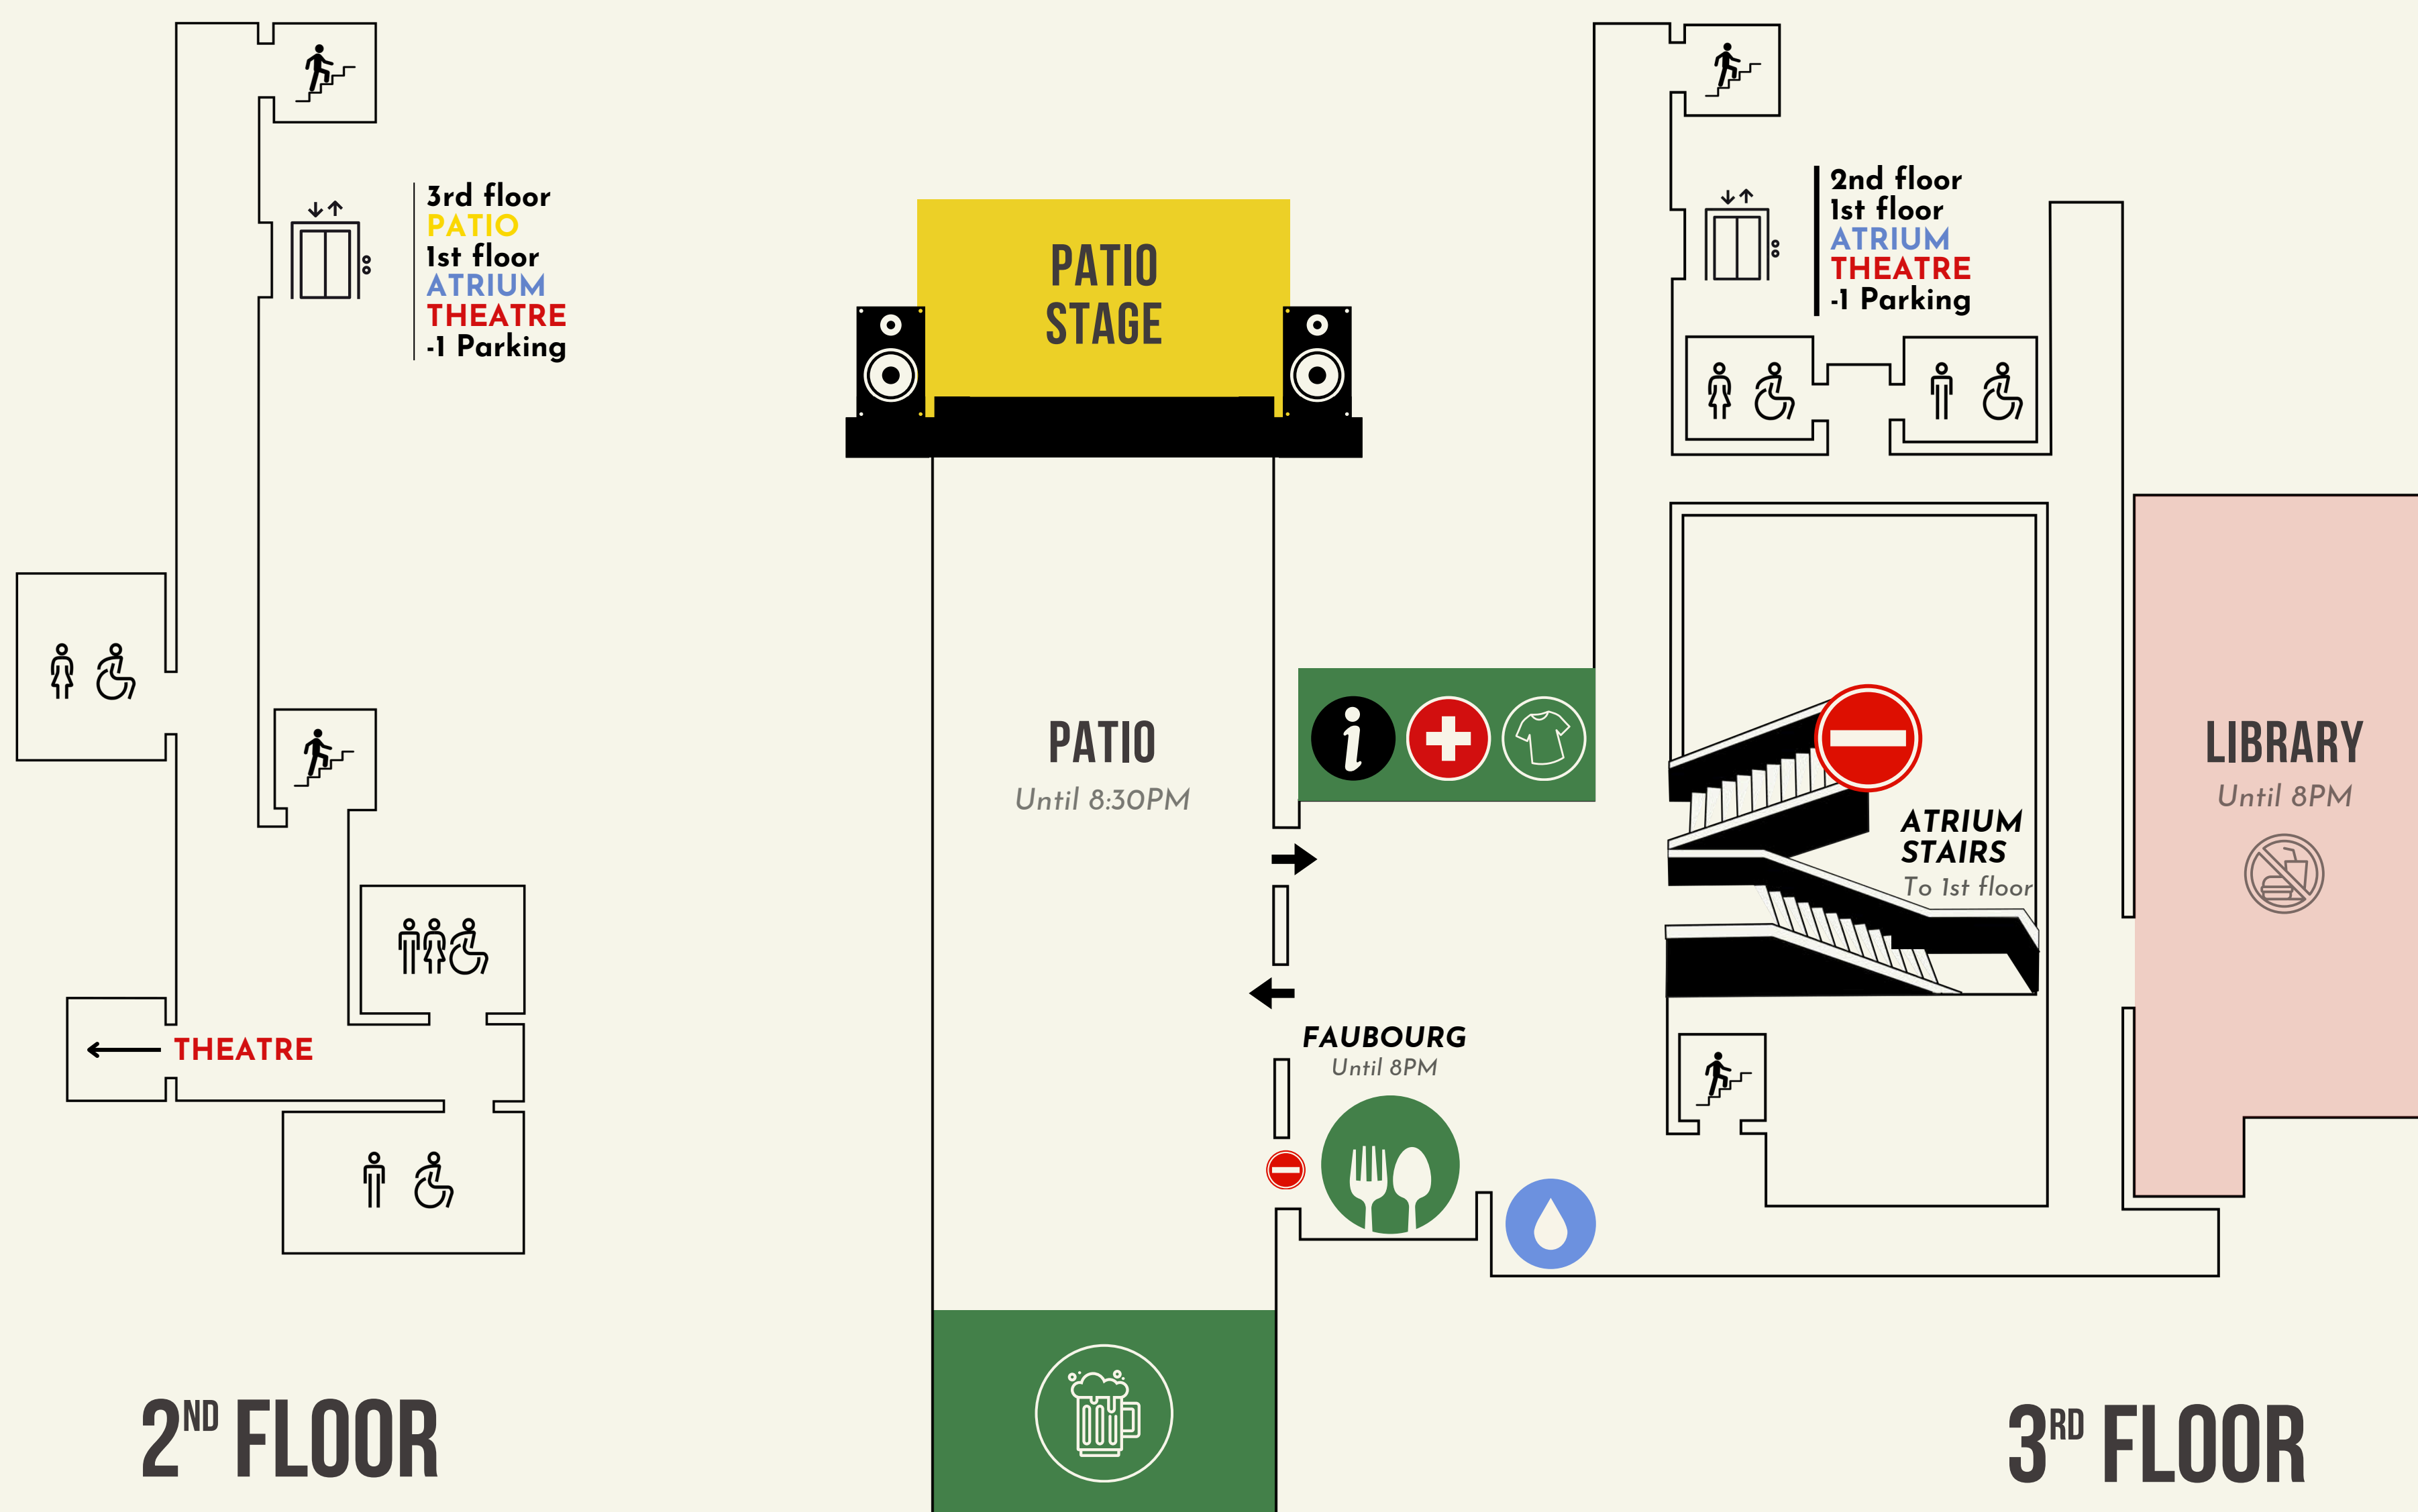 3rd floor
PATIO
1st floor
ATRIUM
THEATRE
-1 Parking
THEATRE
2ND FLOOR
PATIO
STAGE
PATIO
Until 8:30PM
FAUBOURG
Until 8PM
2nd floor
1st floor
ATRIUM
THEATRE
-1 Parking
ATRIUM
STAIRS
To 1st floor
LIBRARY
Until 8PM
3RD FLOOR